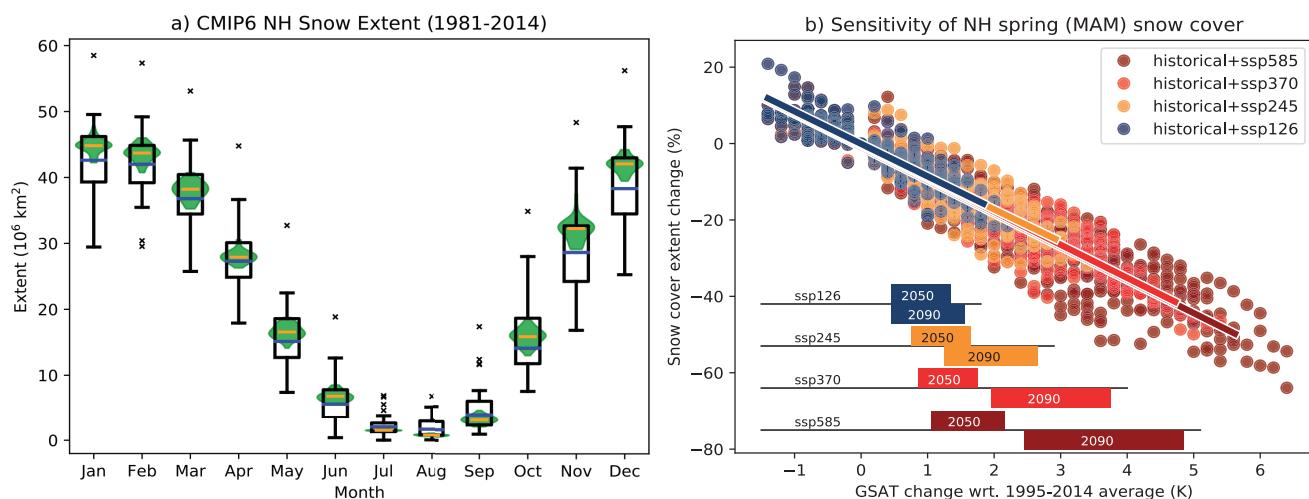 a) CMIP6 NH Snow Extent (1981-2014)
60
50
40
30
20
10
0
Extent (10⁶ km²)
Jan Feb Mar Apr May Jun Jul Aug Sep Oct Nov Dec
Month
b) Sensitivity of NH spring (MAM) snow cover
historical+ssp585
historical+ssp370
historical+ssp245
historical+ssp126
20
0
−20
−40
−60
−80
Snow cover extent change (%)
ssp126 2050
2090
ssp245 2050
2090
ssp370 2050
2090
ssp585 2050
2090
−1 0 1 2 3 4 5 6
GSAT change wrt. 1995-2014 average (K)